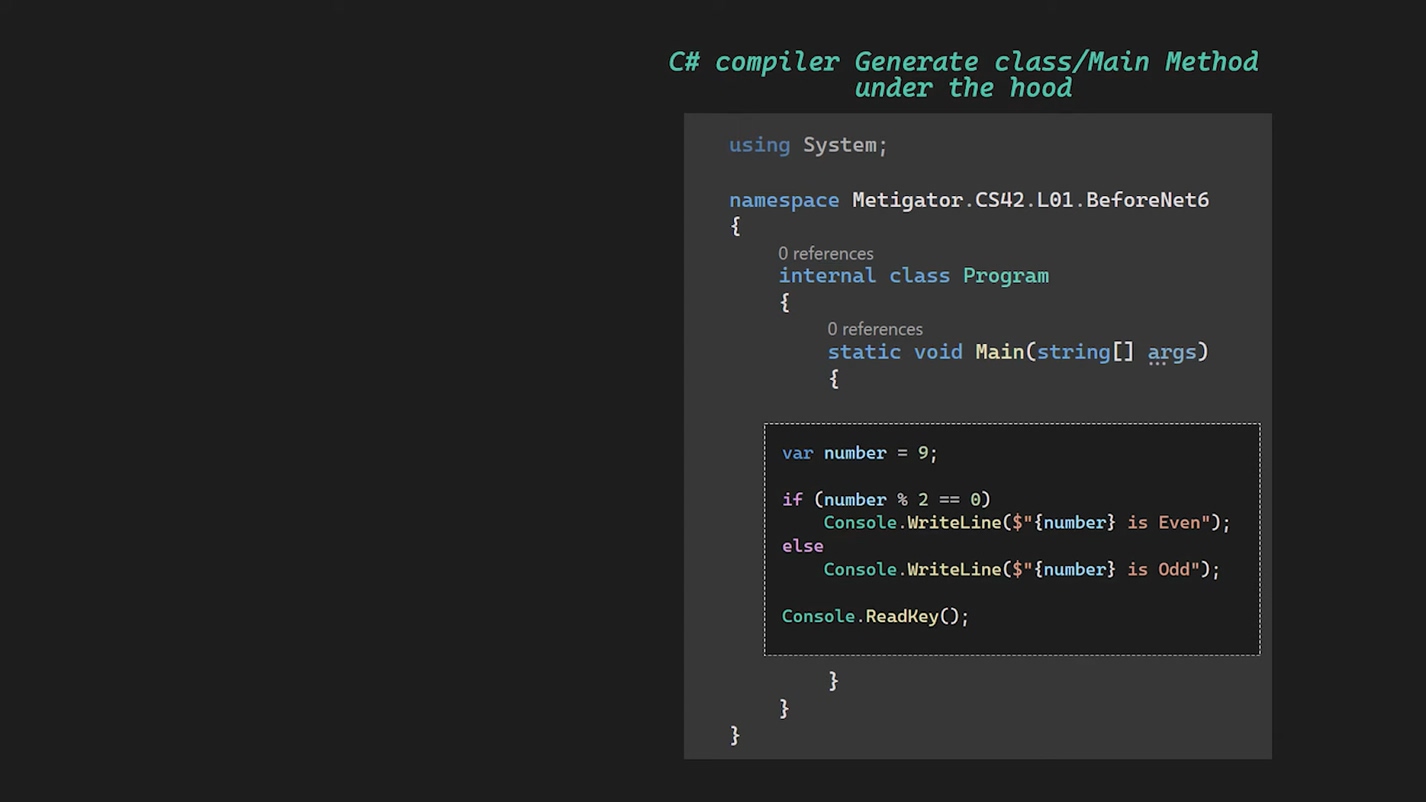 C# compiler Generate class/Main Method
under the hood
using System;
namespace Metigator.CS42.L01.BeforeNet6
{
0 references
internal class Program
{
0 references
static void Main(string[] args)
{
var number = 9;
if (number % 2 == 0)
Console.WriteLine($"{number} is Even");
else
Console.WriteLine($"{number} is Odd");
Console.ReadKey();
}
}
}